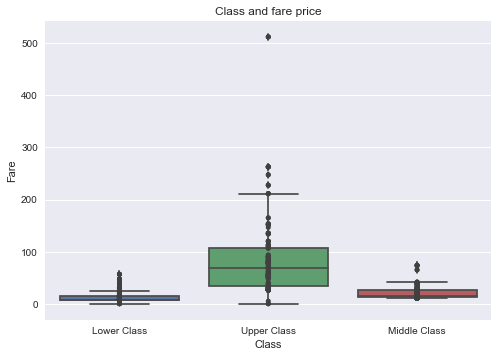 Class and fare price
500
400
300
200
100
0
Fare
Lower Class
Upper Class
Middle Class
Class